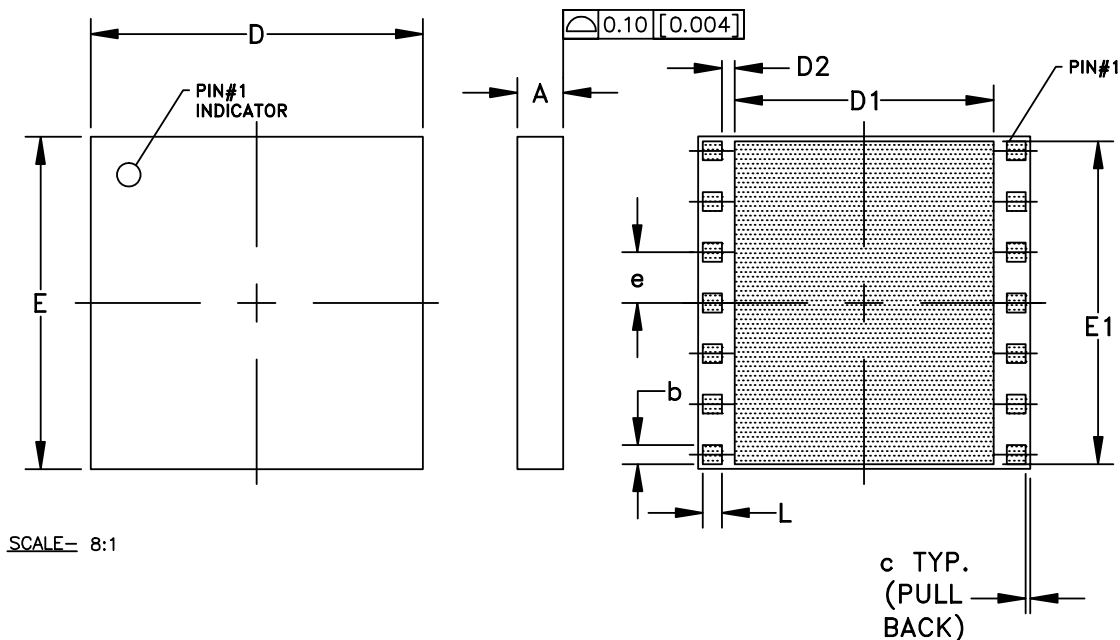 D
0.10 [0.004]
PIN#1
INDICATOR
A
D2
PIN#1
D1
E
e
E1
b
L
SCALE- 8:1
c TYP.
(PULL
BACK)